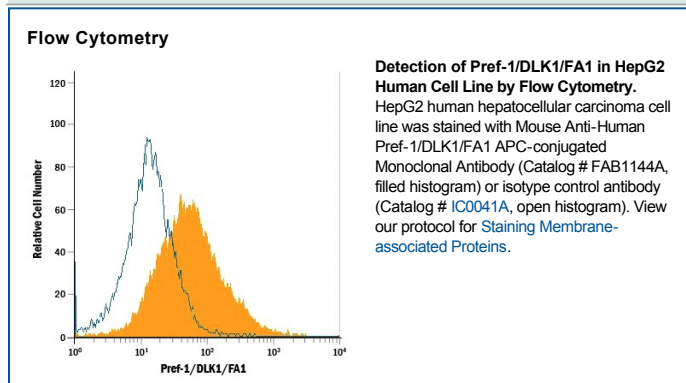 Flow Cytometry
Detection of Pref-1/DLK1/FA1 in HepG2
Human Cell Line by Flow Cytometry.
HepG2 human hepatocellular carcinoma cell
line was stained with Mouse Anti-Human
Pref-1/DLK1/FA1 APC-conjugated
Monoclonal Antibody (Catalog # FAB1144A,
filled histogram) or isotype control antibody
(Catalog # IC0041A, open histogram). View
our protocol for Staining Membrane-
associated Proteins.
Relative Cell Number
120
100
80
60
40
20
0
10⁰ 10¹ 10² 10³ 10⁴
Pref-1/DLK1/FA1